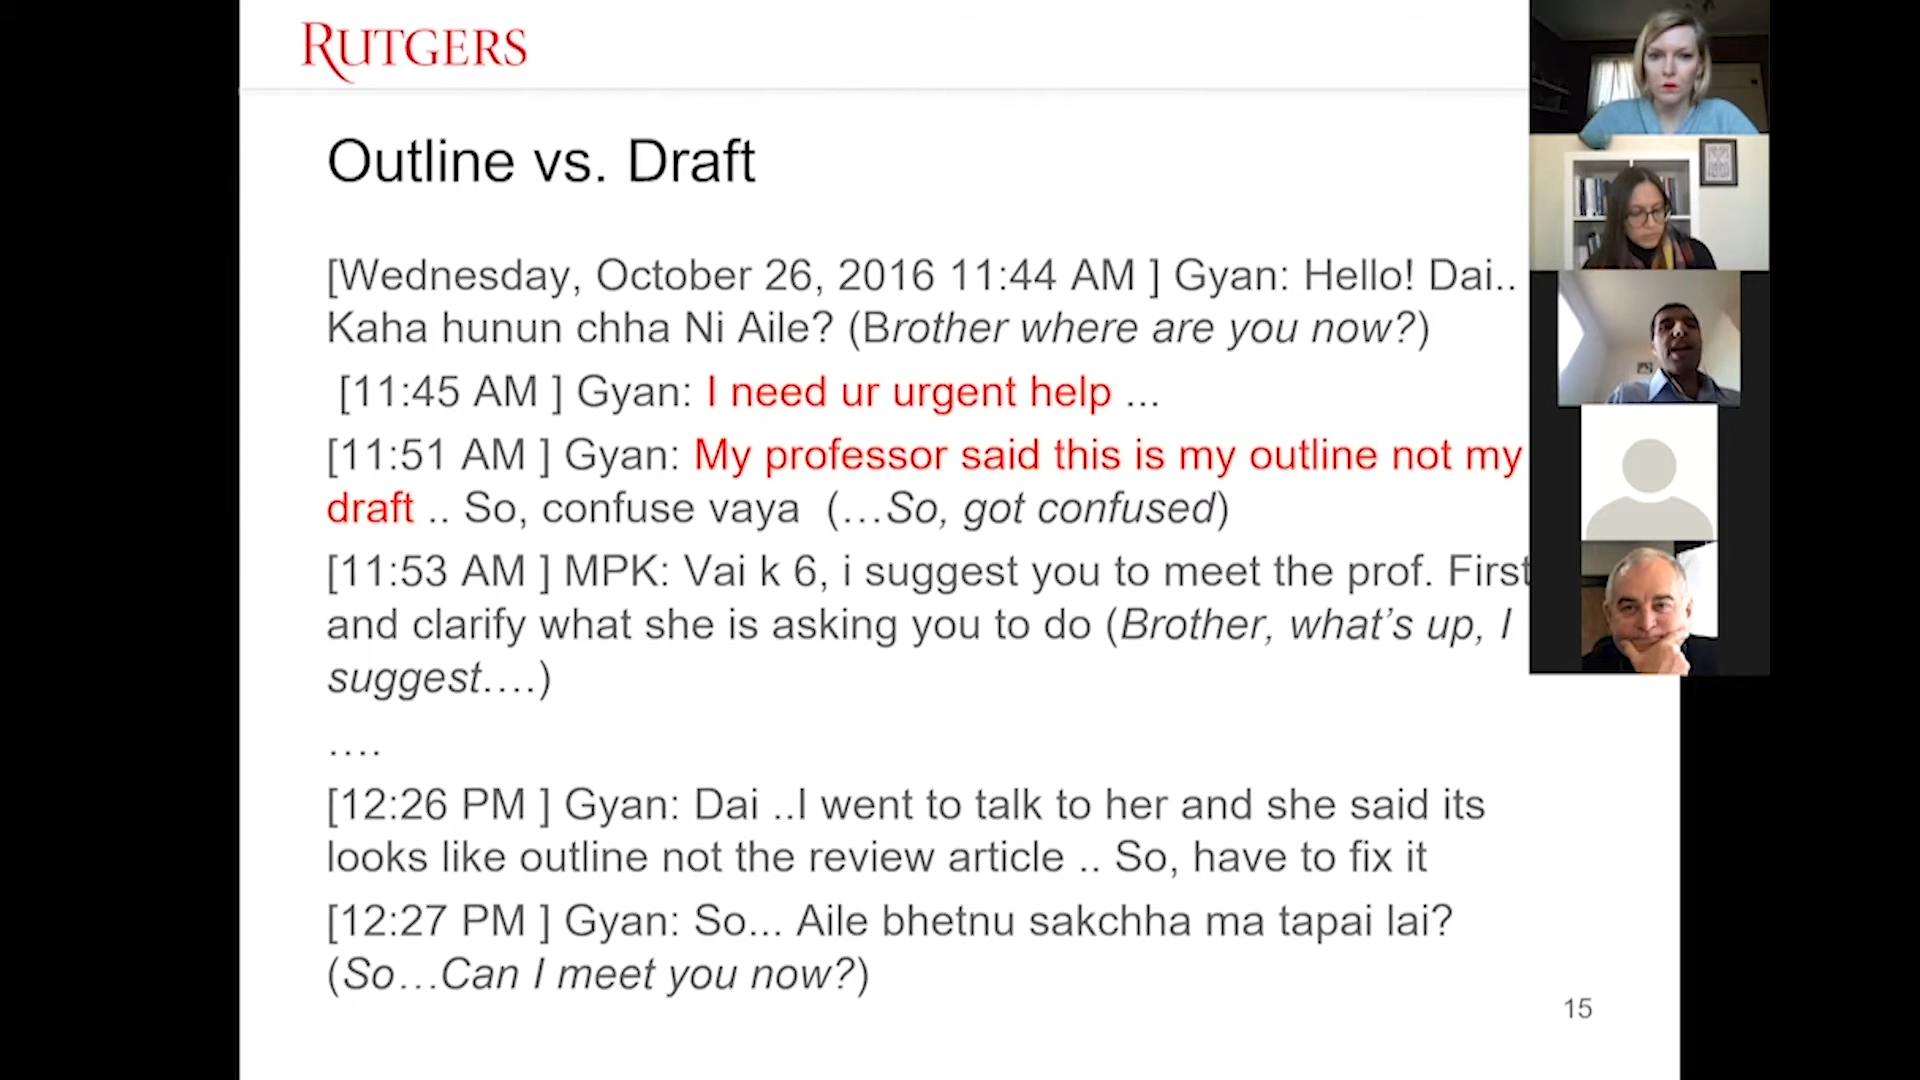 RUTGERS
Outline vs. Draft
[Wednesday, October 26, 2016 11:44 AM ] Gyan: Hello! Dai..
Kaha hunun chha Ni Aile? (Brother where are you now?)
[11:45 AM ] Gyan: I need ur urgent help ...
[11:51 AM ] Gyan: My professor said this is my outline not my
draft .. So, confuse vaya (…So, got confused)
[11:53 AM ] MPK: Vai k 6, i suggest you to meet the prof. First
and clarify what she is asking you to do (Brother, what’s up, I
suggest….)
….
[12:26 PM ] Gyan: Dai ..I went to talk to her and she said its
looks like outline not the review article .. So, have to fix it
[12:27 PM ] Gyan: So... Aile bhetnu sakchha ma tapai lai?
(So…Can I meet you now?)
15